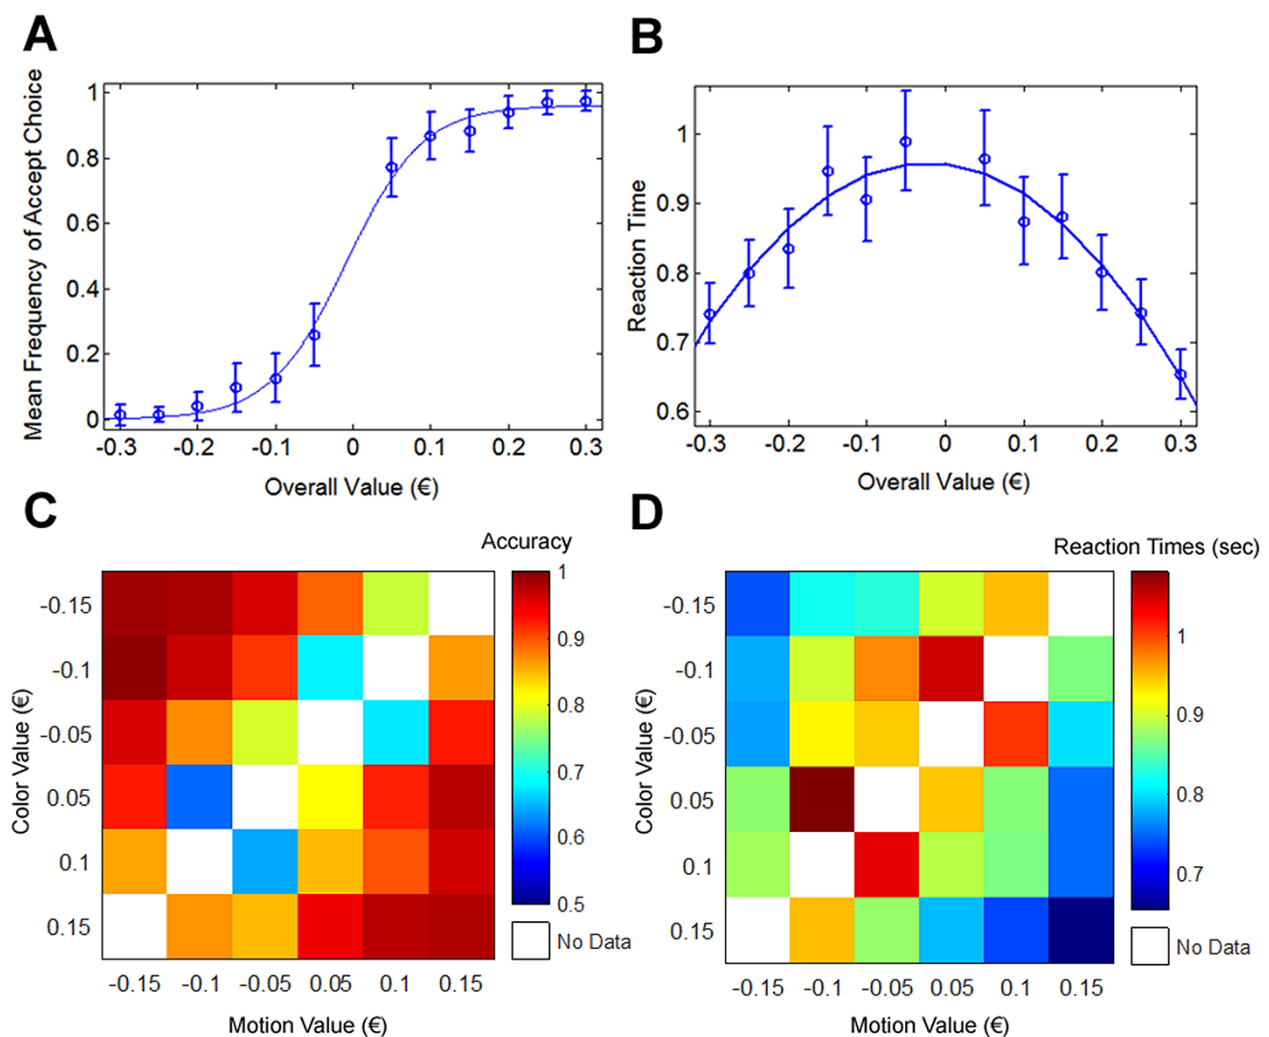 A
Mean Frequency of Accept Choice
1
0.8
0.6
0.4
0.2
0
-0.3 -0.2 -0.1 0 0.1 0.2 0.3
Overall Value (€)
B
Reaction Time
1
0.9
0.8
0.7
0.6
-0.3 -0.2 -0.1 0 0.1 0.2 0.3
Overall Value (€)
C
Accuracy
Color Value (€)
-0.15
-0.1
-0.05
0.05
0.1
0.15
-0.15 -0.1 -0.05 0.05 0.1 0.15
Motion Value (€)
1
0.9
0.8
0.7
0.6
0.5
No Data
D
Reaction Times (sec)
Color Value (€)
-0.15
-0.1
-0.05
0.05
0.1
0.15
-0.15 -0.1 -0.05 0.05 0.1 0.15
Motion Value (€)
1
0.9
0.8
0.7
No Data